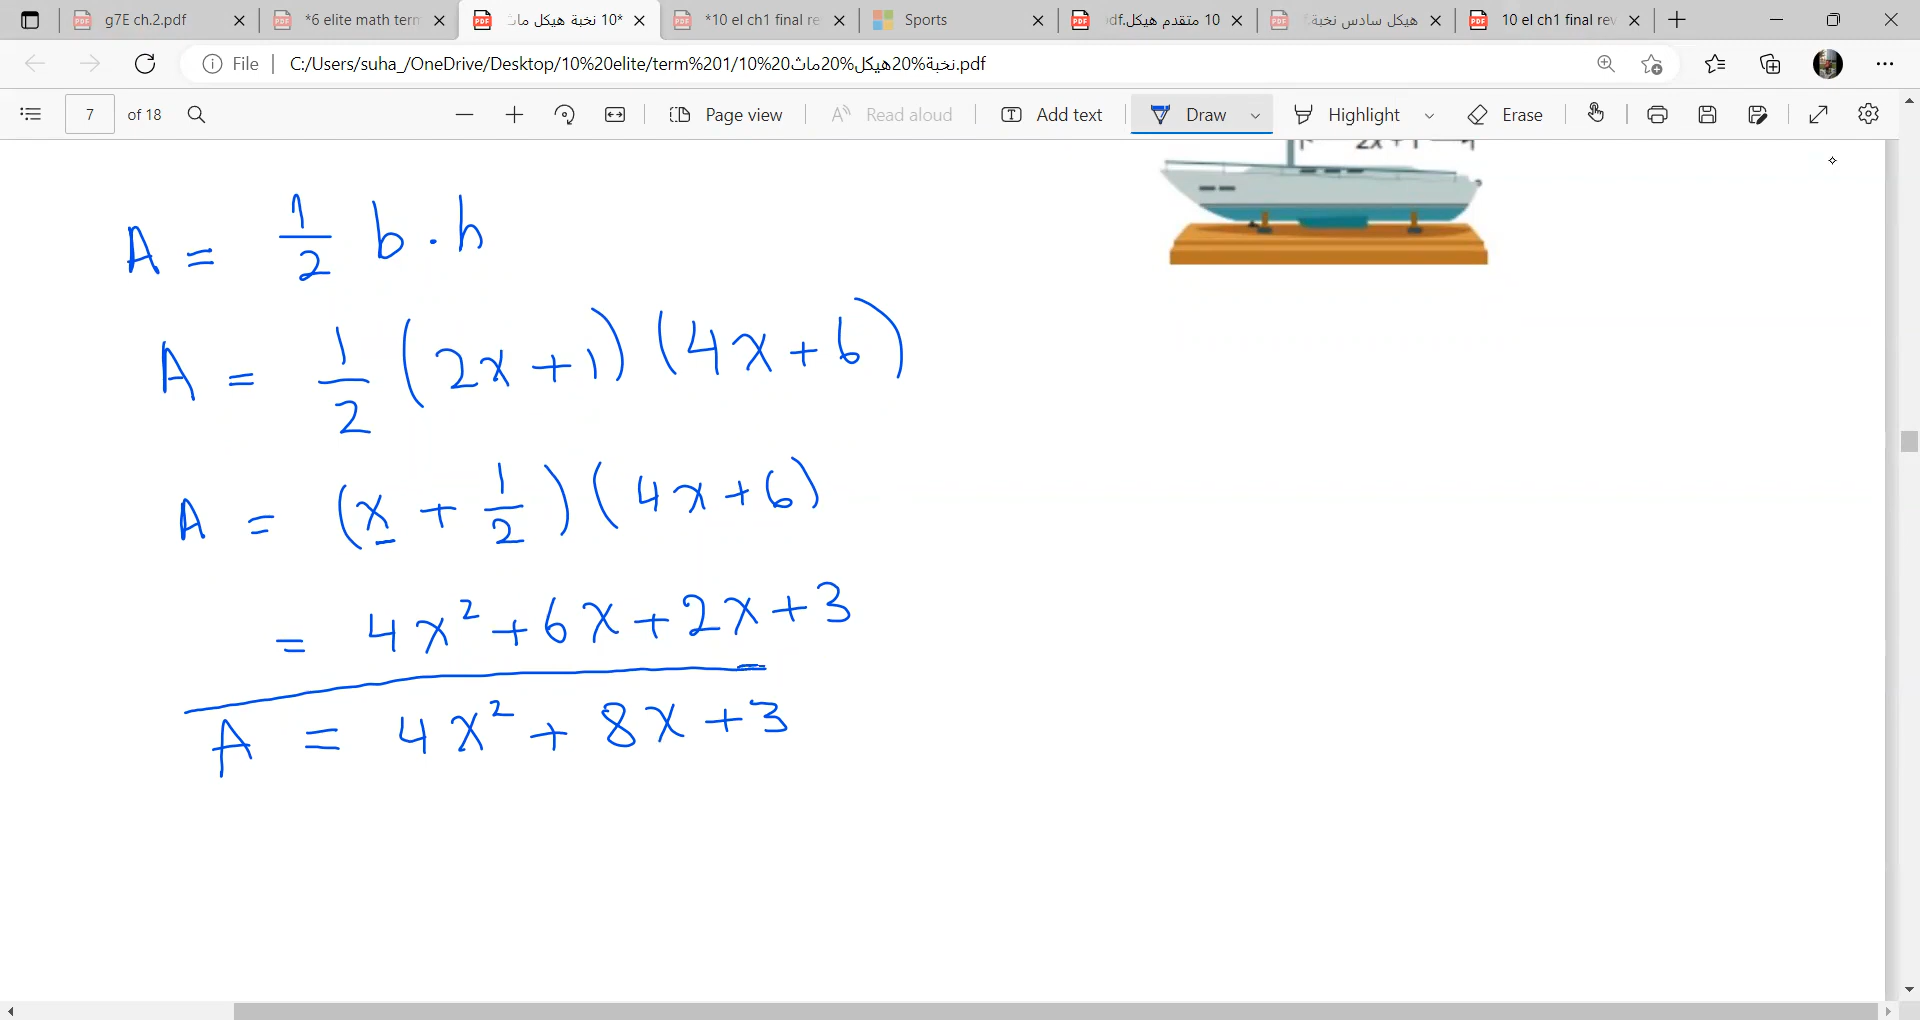 g7E ch.2.pdf
*6 elite math term
*10 نخبة هيكل ماث
*10 el ch1 final re
Sports
10 متقدم هيكل.pdf
هيكل سادس نخبة
10 el ch1 final rev
File
C:/Users/suha_/OneDrive/Desktop/10%20elite/term%201/10%20نخبة%20هيكل%20ماث.pdf
7 of 18
Page view
Read aloud
Add text
Draw
Highlight
Erase
2x + 1
A = 1/2 b · h
A = 1/2 (2x+1) (4x+6)
A = (x + 1/2) (4x+6)
= 4x² + 6x + 2x + 3
A = 4x² + 8x + 3